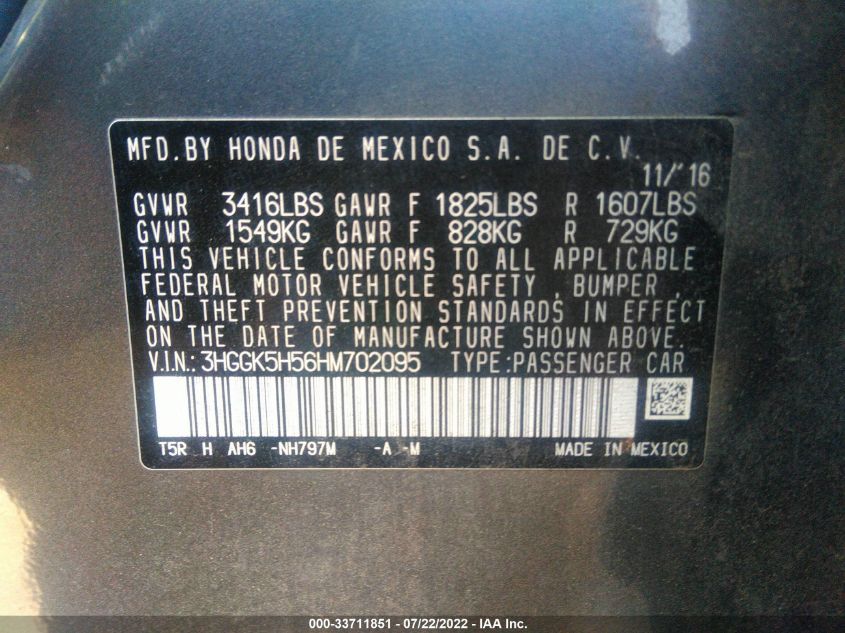 MFD.BY HONDA DE MEXICO S.A. DE C.V.
11/'16
GVWR 3416LBS GAWR F 1825LBS R 1607LBS
GVWR 1549KG GAWR F 828KG R 729KG
THIS VEHICLE CONFORMS TO ALL APPLICABLE
FEDERAL MOTOR VEHICLE SAFETY , BUMPER ,
AND THEFT PREVENTION STANDARDS IN EFFECT
ON THE DATE OF MANUFACTURE SHOWN ABOVE.
V.I.N.: 3HGGK5H56HM702095 TYPE:PASSENGER CAR
T5R H AH6 -NH797M -A -M MADE IN MEXICO
000-33711851 - 07/22/2022 - IAA Inc.